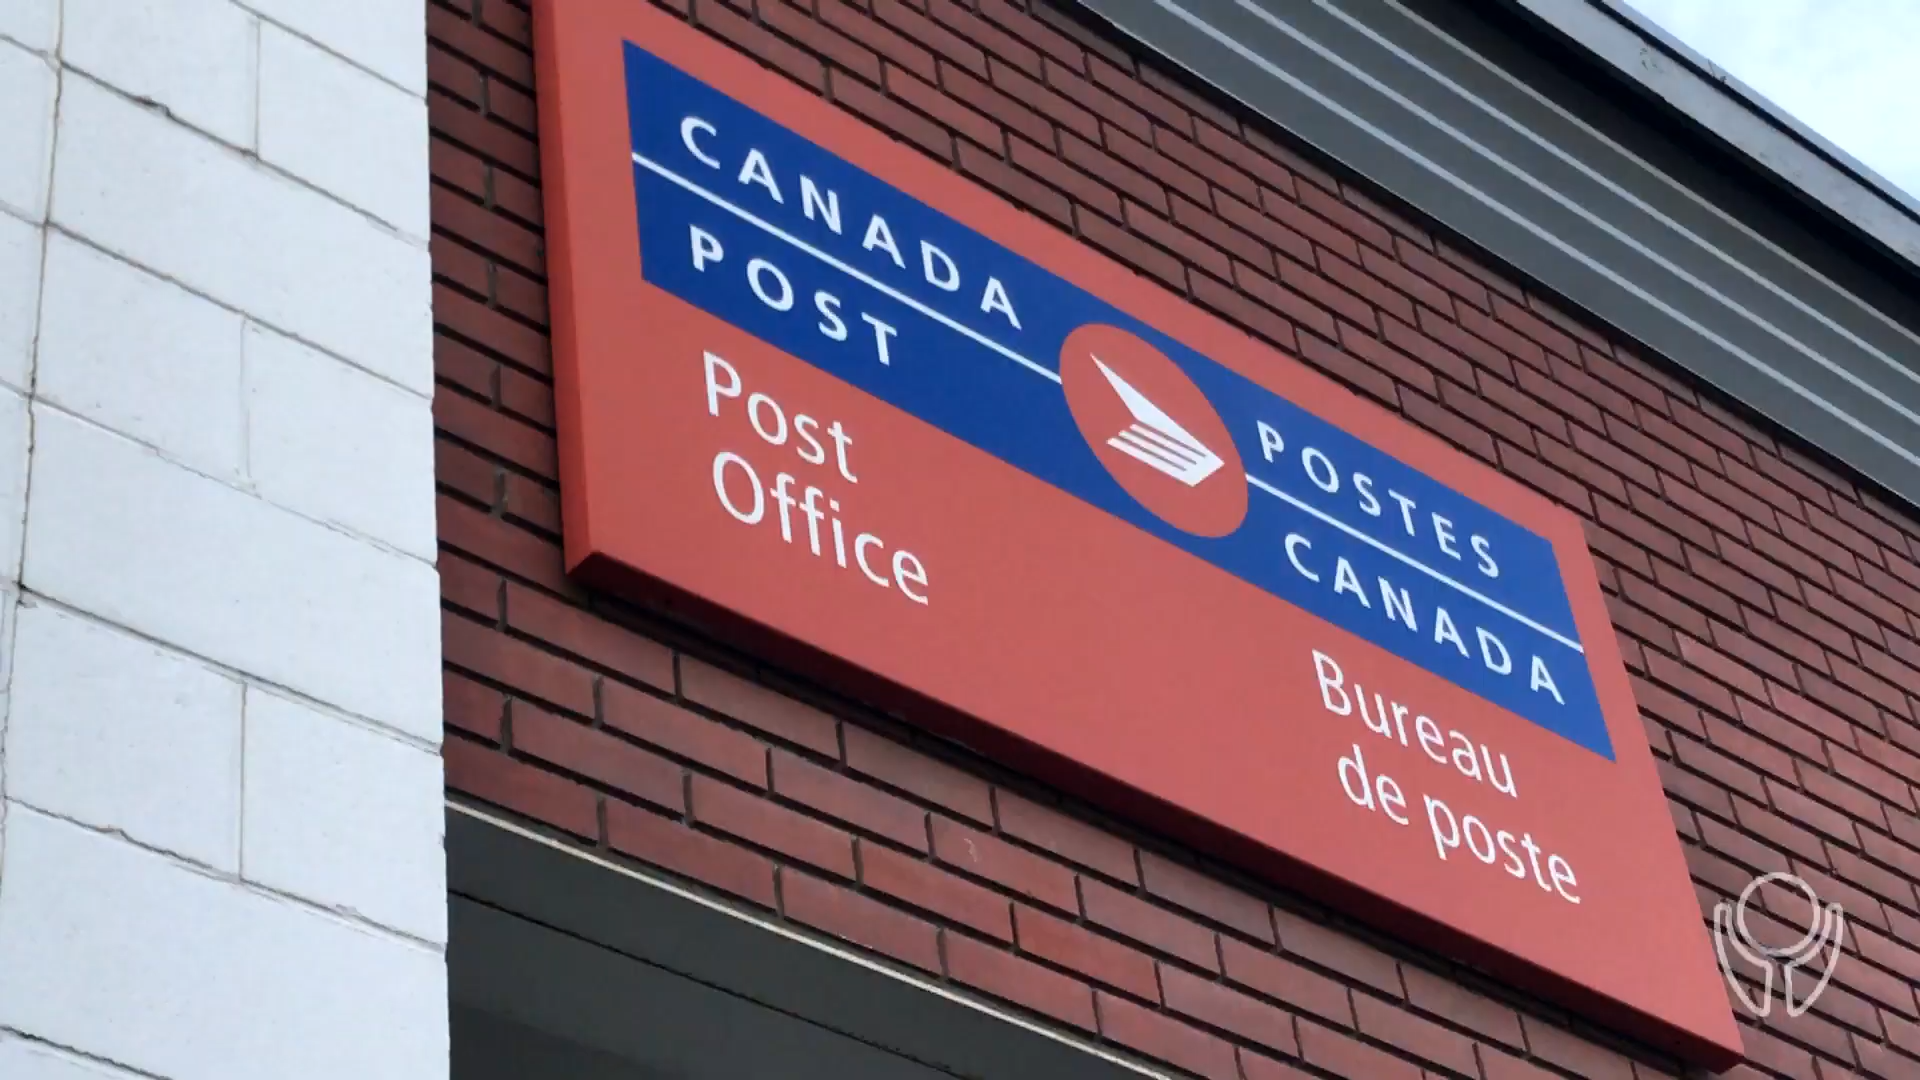 CANADA
POST
POSTES
CANADA
Post
Office
Bureau
de poste